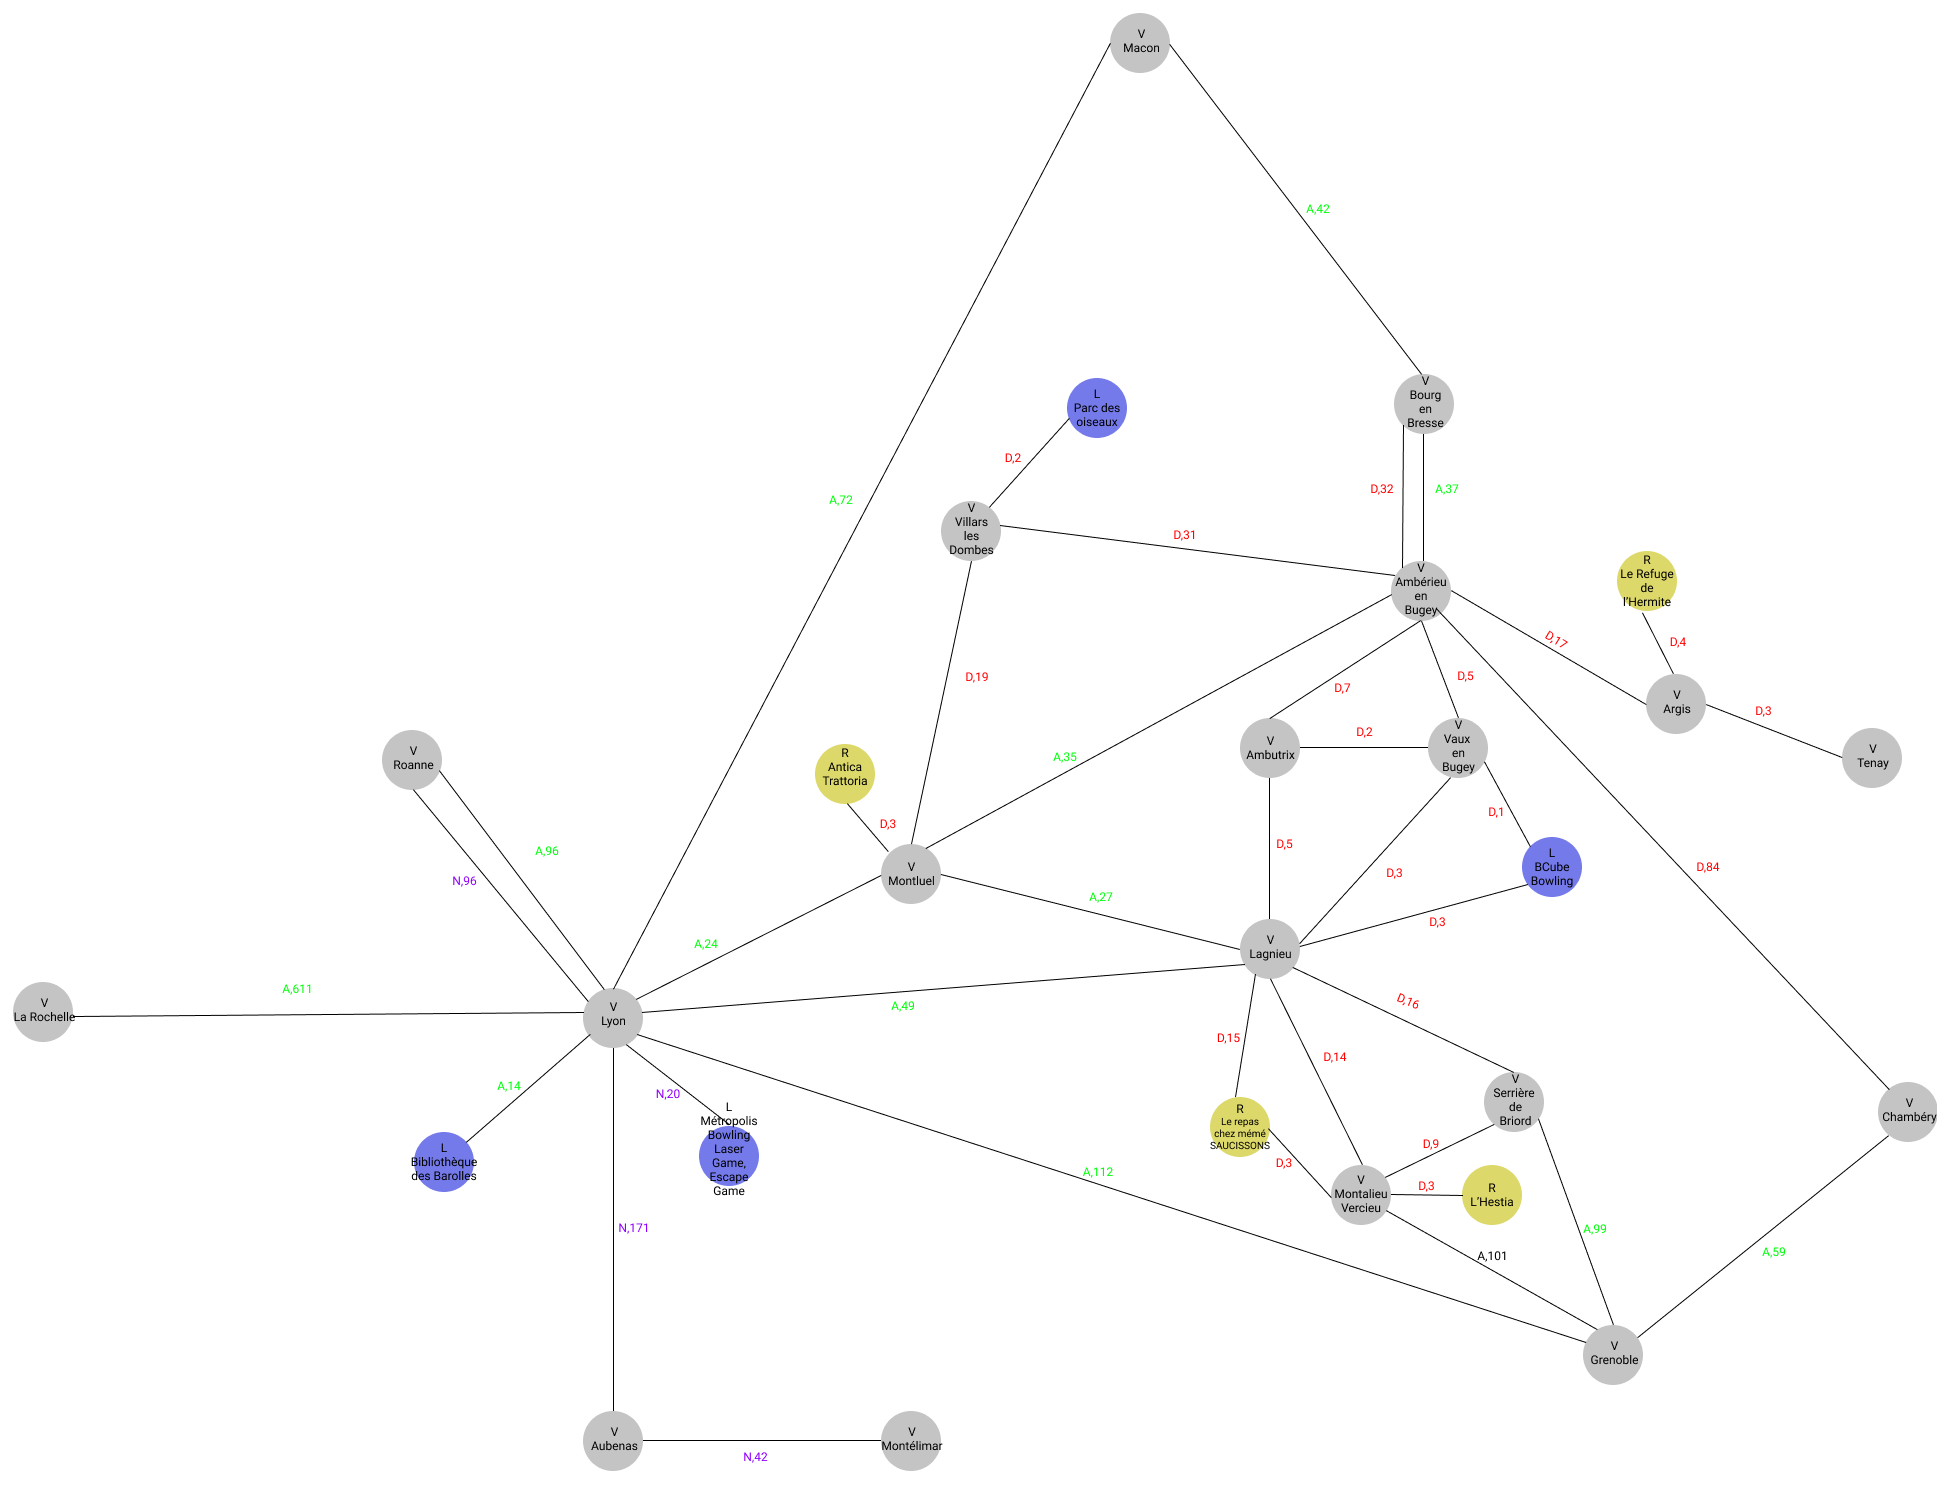 V
Macon
A,42
V
Bourg
en
Bresse
L
Parc des
oiseaux
D,2
A,72
D,32
A,37
V
Villars
les
Dombes
D,31
V
Ambérieu
en
Bugey
R
Le Refuge
de
l'Hermite
D,4
D,17
D,19
D,7
D,5
V
Argis
D,3
V
Tenay
V
Roanne
R
Antica
Trattoria
D,3
A,35
V
Ambutrix
D,2
V
Vaux
en
Bugey
D,1
A,96
N,96
V
Montluel
A,27
D,5
D,3
L
BCube
Bowling
D,84
D,3
A,24
V
Lagnieu
A,611
V
La Rochelle
V
Lyon
A,49
D,16
D,15
D,14
A,14
N,20
L
Métropolis
Bowling
Laser
Game,
Escape
Game
R
Le repas
chez mémé
SAUCISSONS
V
Serrière
de
Briord
V
Chambéry
L
Bibliothèque
des Barolles
A,112
D,3
D,9
V
Montalieu
Vercieu
D,3
R
L'Hestia
N,171
A,101
A,99
A,59
V
Grenoble
V
Aubenas
N,42
V
Montélimar